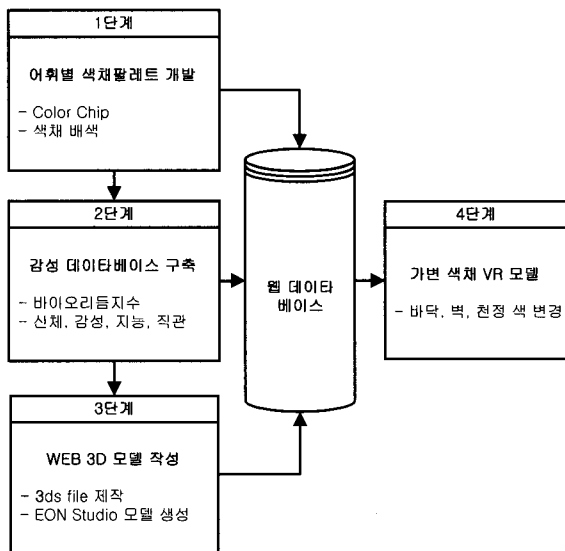 1단계
어휘별 색채팔레트 개발
- Color Chip
- 색채 배색
2단계
감성 데이타베이스 구축
- 바이오리듬지수
- 신체, 감성, 지능, 직관
3단계
WEB 3D 모델 작성
- 3ds file 제작
- EON Studio 모델 생성
웹 데이타
베이스
4단계
가변 색채 VR 모델
- 바닥, 벽, 천정 색 변경